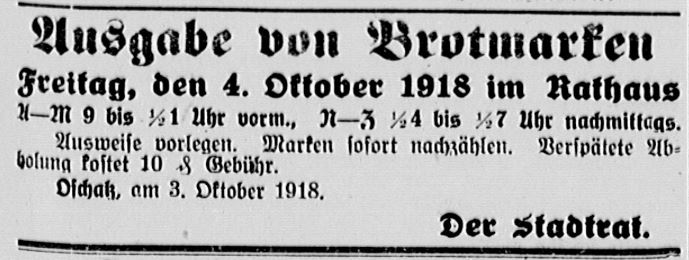 Ausgabe von Brotmarken
Freitag, den 4. Oktober 1918 im Rathaus
A—M 9 bis ½1 Uhr vorm., N—Z ½4 bis ½7 Uhr nachmittags.
Ausweise vorlegen. Marken sofort nachzählen. Verspätete Ab-
holung kostet 10 ₰ Gebühr.
Oschatz, am 3. Oktober 1918.
Der Stadtrat.